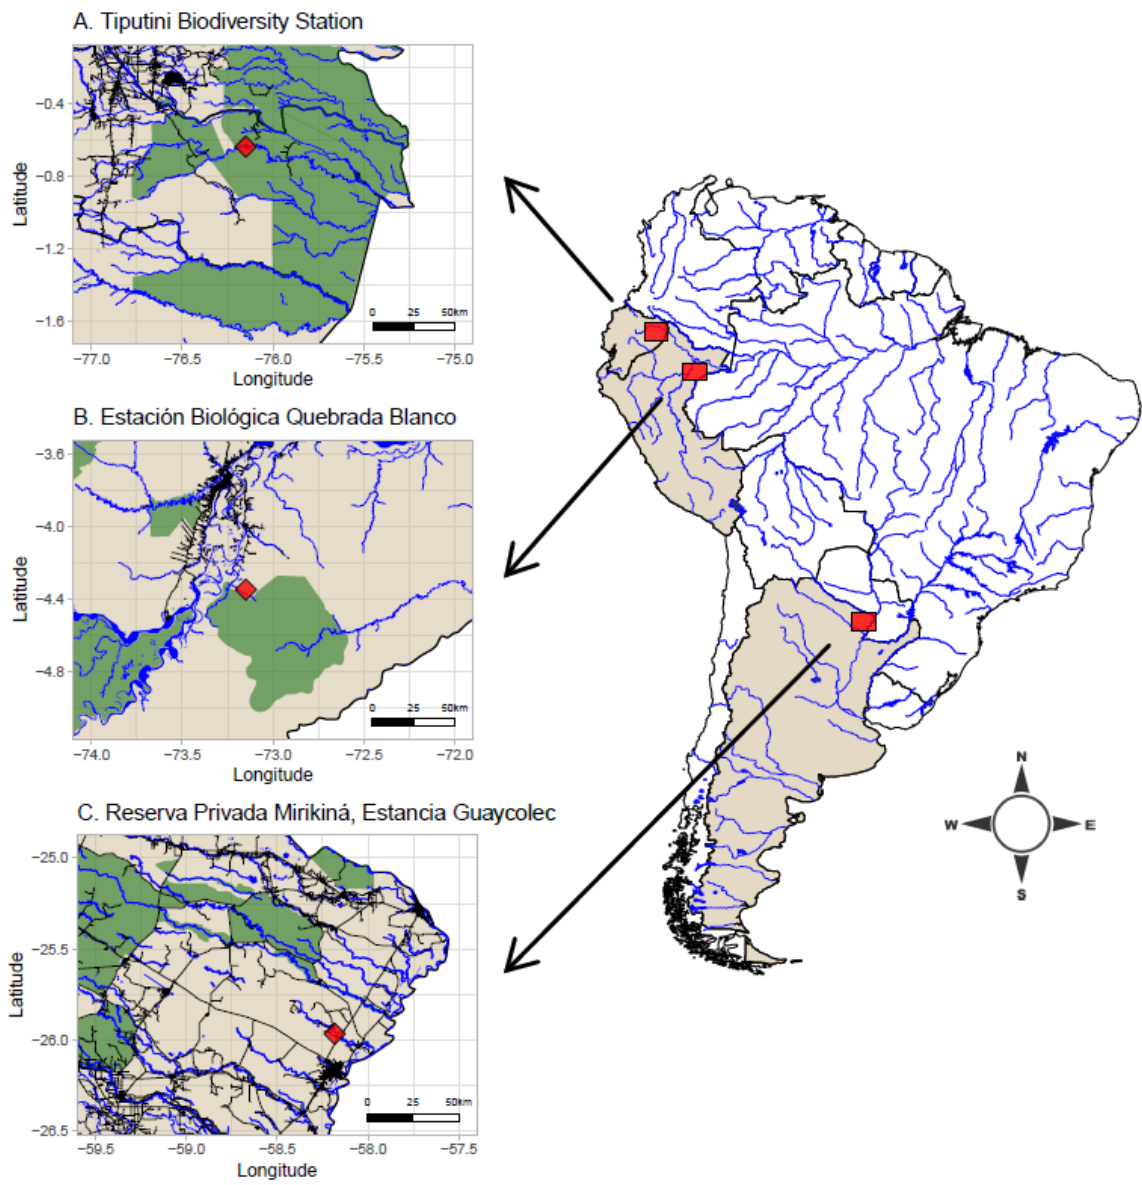 A. Tiputini Biodiversity Station
Latitude
−0.4
−0.8
−1.2
−1.6
0 25 50km
−77.0 −76.5 −76.0 −75.5 −75.0
Longitude
B. Estación Biológica Quebrada Blanco
Latitude
−3.6
−4.0
−4.4
−4.8
0 25 50km
−74.0 −73.5 −73.0 −72.5 −72.0
Longitude
C. Reserva Privada Mirikiná, Estancia Guaycolec
Latitude
−25.0
−25.5
−26.0
−26.5
0 25 50km
−59.5 −59.0 −58.5 −58.0 −57.5
Longitude
N
W E
S